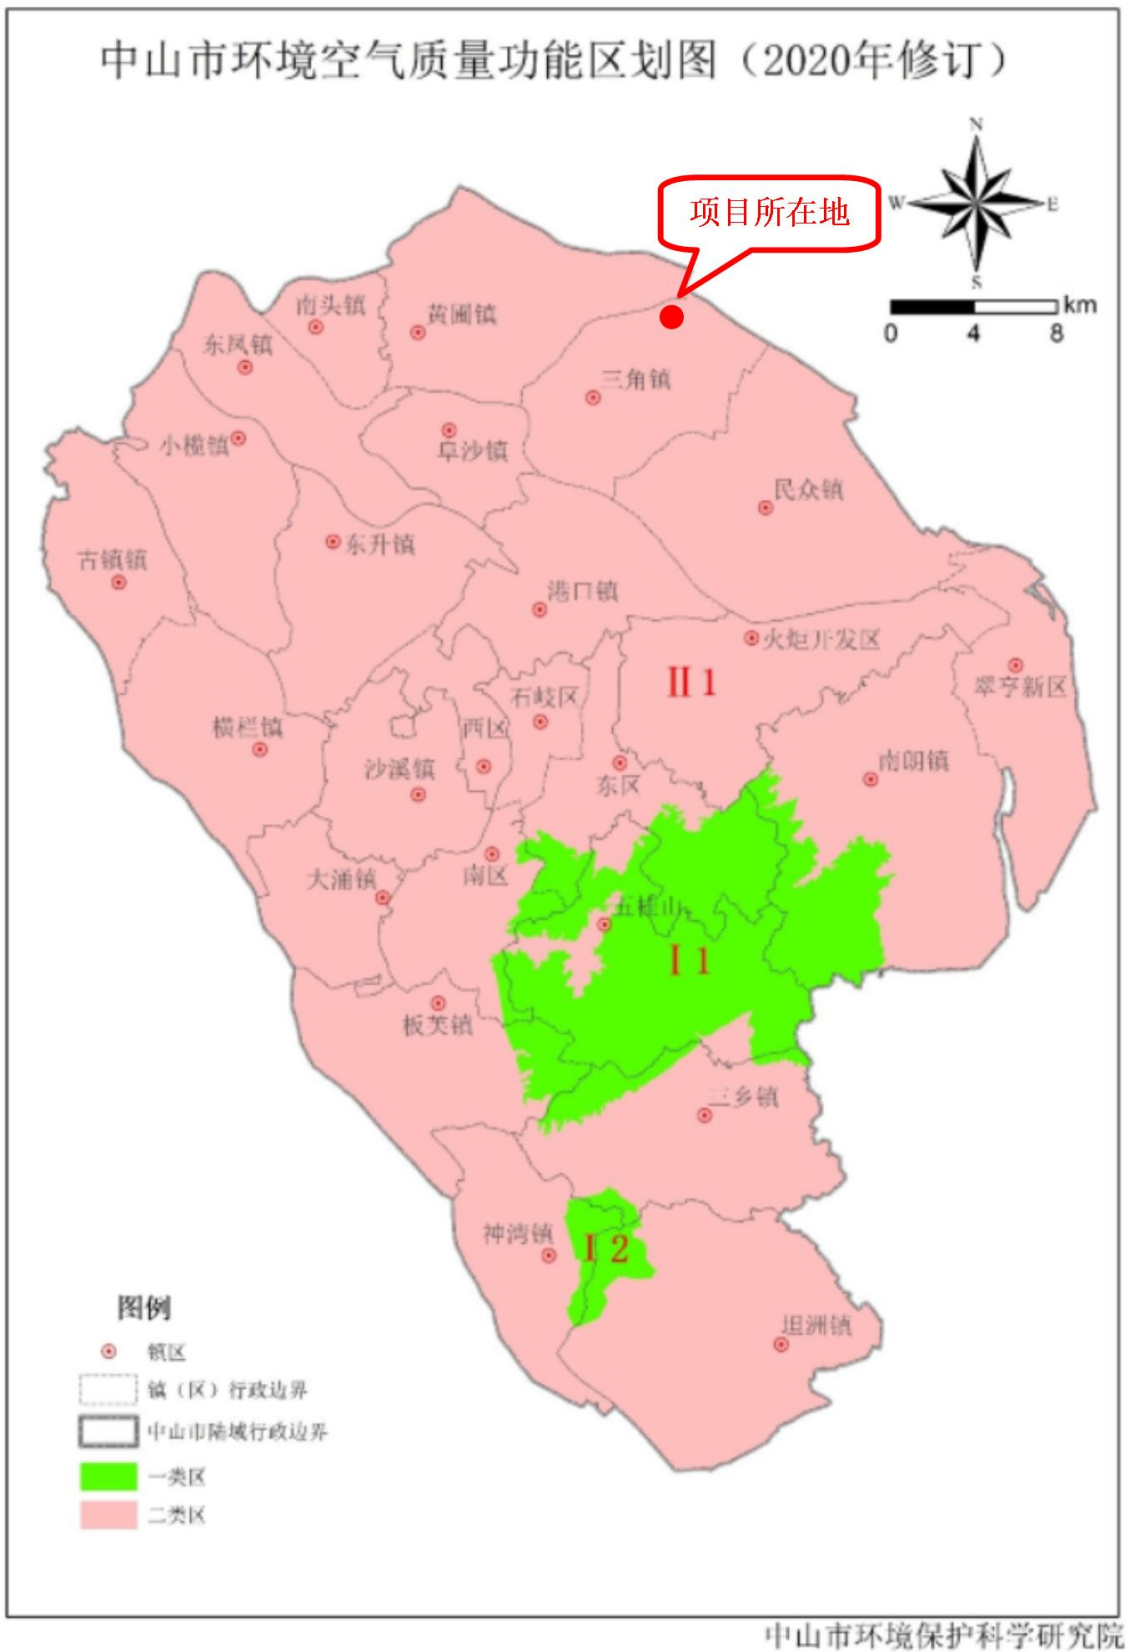 中山市环境空气质量功能区划图（2020年修订）
N
项目所在地
W
E
S
km
0 4 8
南头镇
黄圃镇
东凤镇
三角镇
小榄镇
阜沙镇
民众镇
东升镇
古镇镇
港口镇
火炬开发区
II 1
翠亨新区
石岐区
横栏镇
西区
南朗镇
沙溪镇
东区
大涌镇
南区
五桂山
I 1
板芙镇
三乡镇
神湾镇
I 2
坦洲镇
图例
镇区
镇（区）行政边界
中山市陆域行政边界
一类区
二类区
中山市环境保护科学研究院